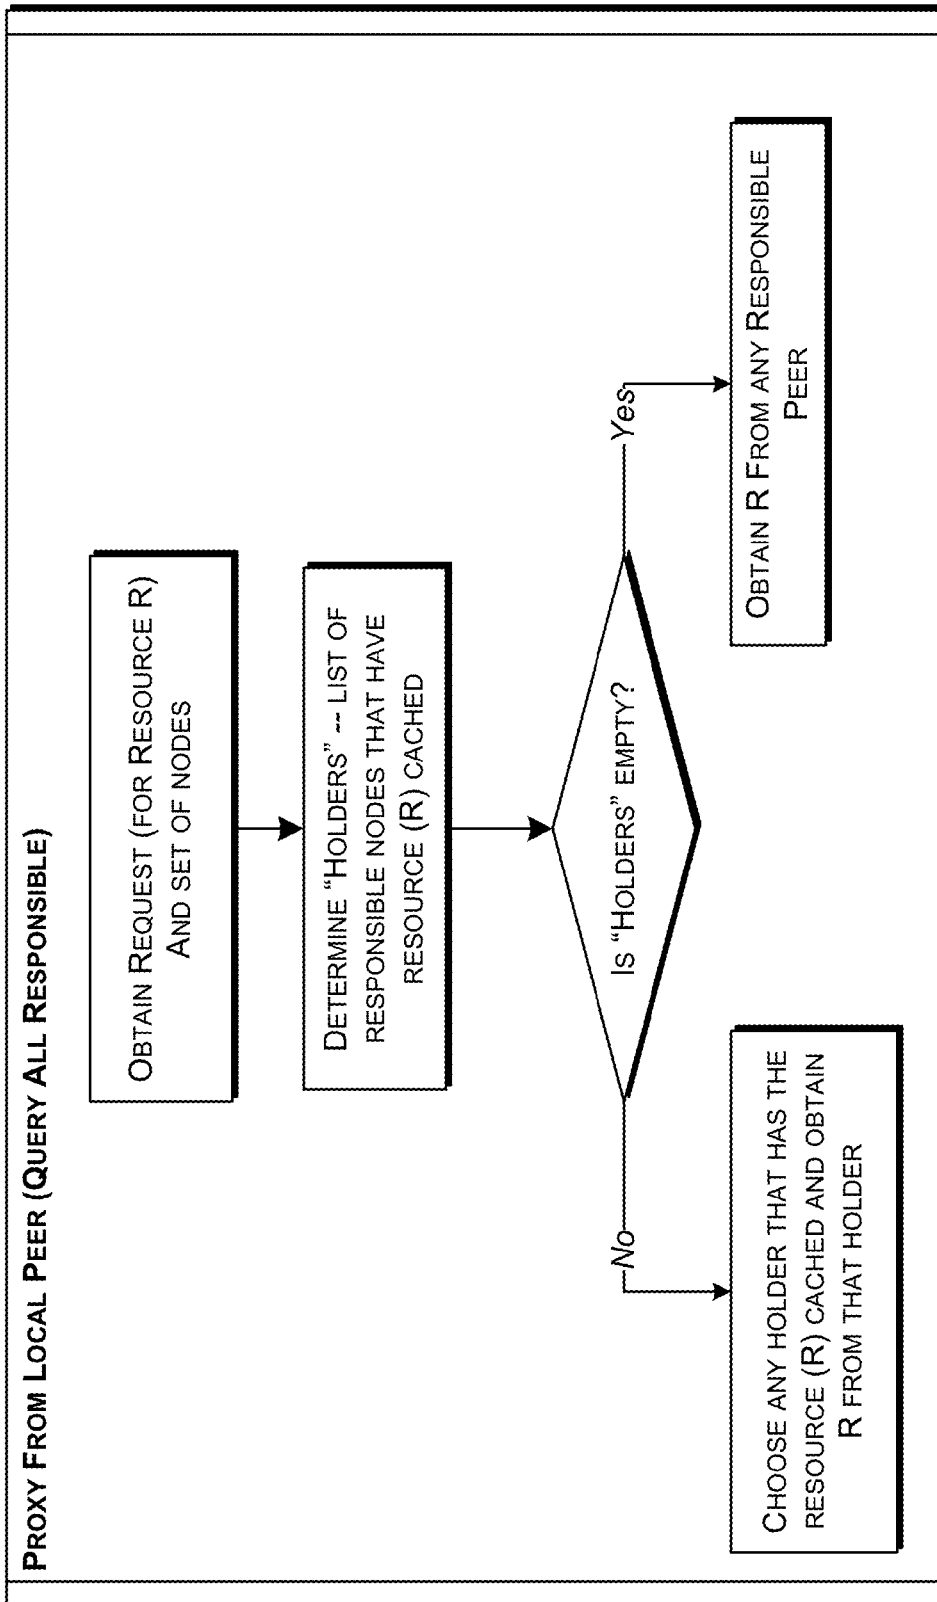 PROXY FROM LOCAL PEER (QUERY ALL RESPONSIBLE)
OBTAIN REQUEST (FOR RESOURCE R)
AND SET OF NODES
DETERMINE “HOLDERS” -- LIST OF
RESPONSIBLE NODES THAT HAVE
RESOURCE (R) CACHED
IS “HOLDERS” EMPTY?
No
Yes
CHOOSE ANY HOLDER THAT HAS THE
RESOURCE (R) CACHED AND OBTAIN
R FROM THAT HOLDER
OBTAIN R FROM ANY RESPONSIBLE
PEER